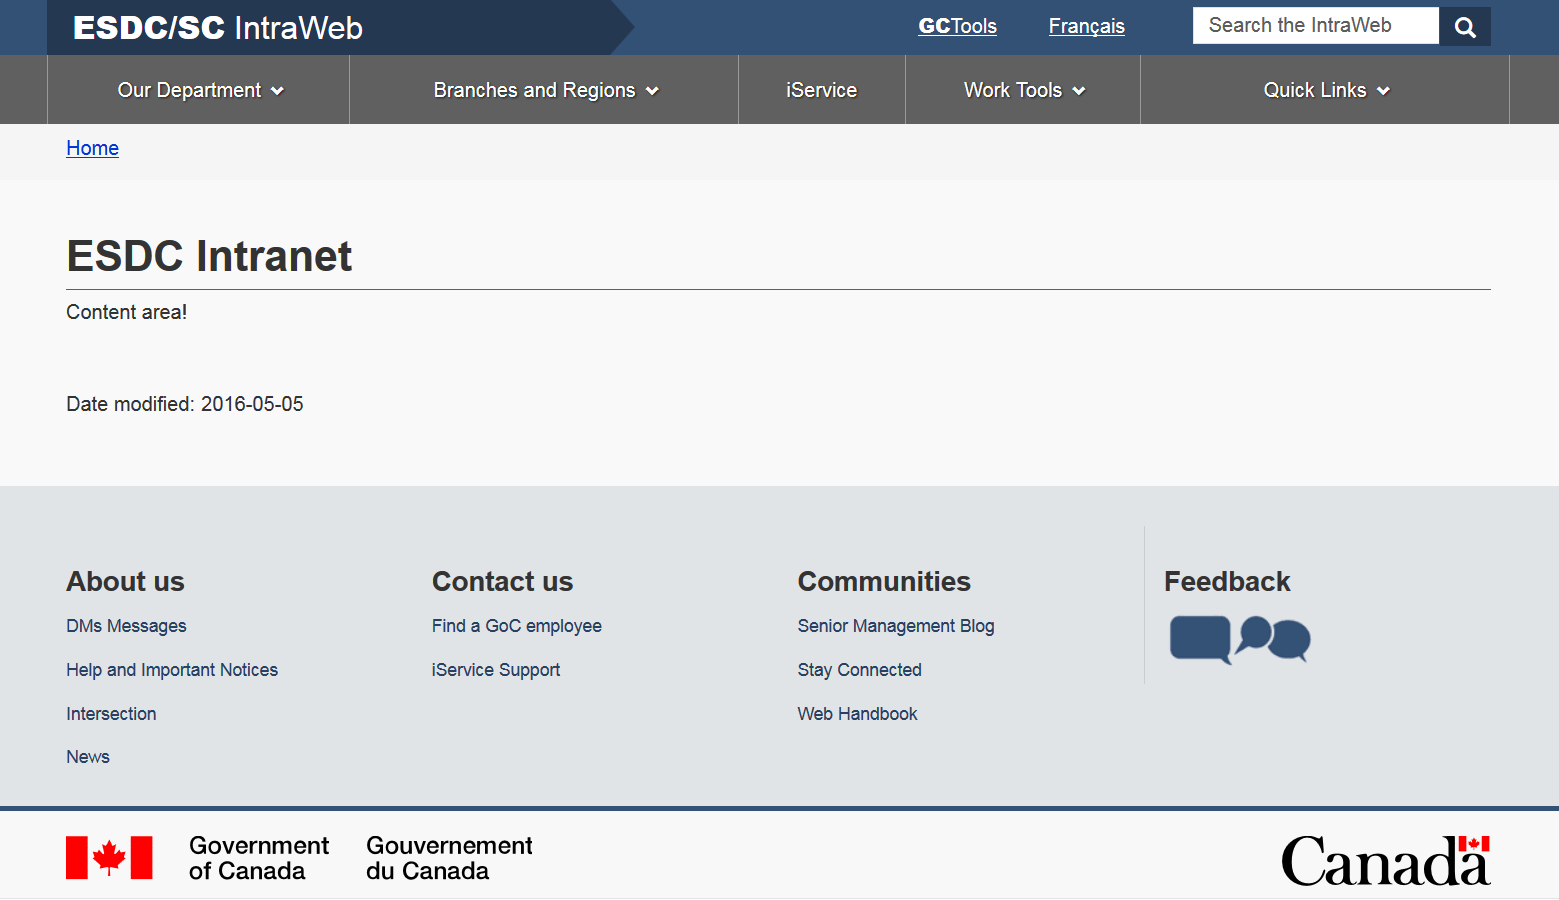 ESDC/SC IntraWeb
GCTools
Français
Search the IntraWeb
Our Department
Branches and Regions
iService
Work Tools
Quick Links
Home
ESDC Intranet
Content area!
Date modified: 2016-05-05
About us
DMs Messages
Help and Important Notices
Intersection
News
Contact us
Find a GoC employee
iService Support
Communities
Senior Management Blog
Stay Connected
Web Handbook
Feedback
Government
of Canada
Gouvernement
du Canada
Canada